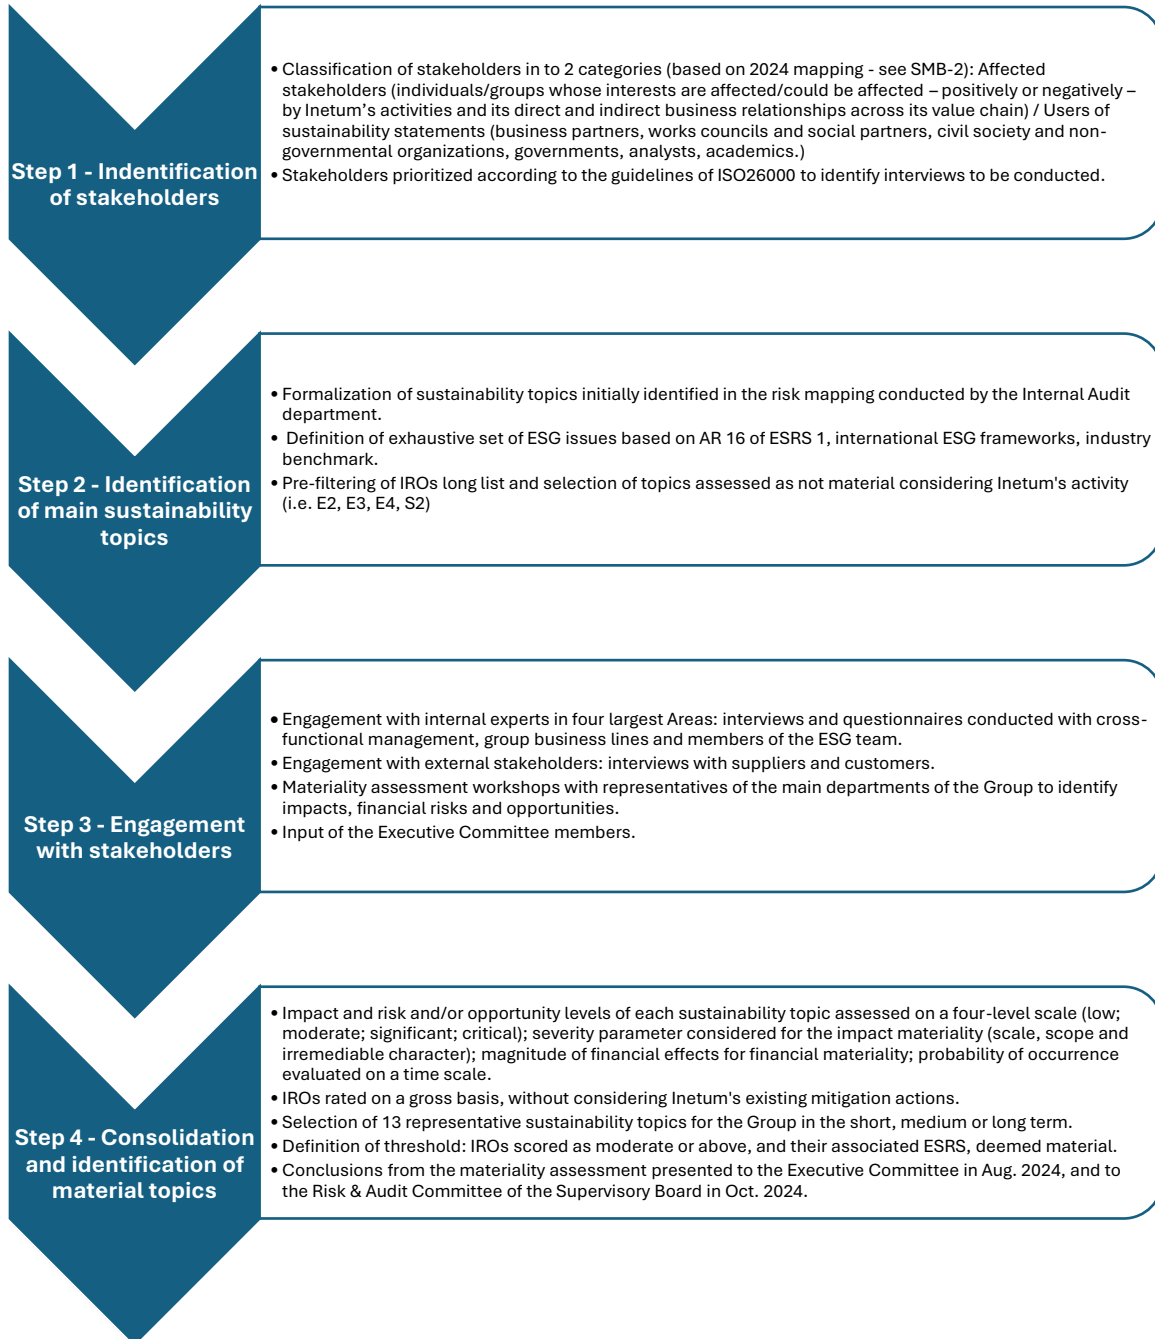 Step 1 - Indentification
of stakeholders
• Classification of stakeholders in to 2 categories (based on 2024 mapping - see SMB-2): Affected
stakeholders (individuals/groups whose interests are affected/could be affected – positively or negatively –
by Inetum's activities and its direct and indirect business relationships across its value chain) / Users of
sustainability statements (business partners, works councils and social partners, civil society and non-
governmental organizations, governments, analysts, academics.)
• Stakeholders prioritized according to the guidelines of ISO26000 to identify interviews to be conducted.
Step 2 - Identification
of main sustainability
topics
• Formalization of sustainability topics initially identified in the risk mapping conducted by the Internal Audit
department.
• Definition of exhaustive set of ESG issues based on AR 16 of ESRS 1, international ESG frameworks, industry
benchmark.
• Pre-filtering of IROs long list and selection of topics assessed as not material considering Inetum's activity
(i.e. E2, E3, E4, S2)
Step 3 - Engagement
with stakeholders
• Engagement with internal experts in four largest Areas: interviews and questionnaires conducted with cross-
functional management, group business lines and members of the ESG team.
• Engagement with external stakeholders: interviews with suppliers and customers.
• Materiality assessment workshops with representatives of the main departments of the Group to identify
impacts, financial risks and opportunities.
• Input of the Executive Committee members.
Step 4 - Consolidation
and identification of
material topics
• Impact and risk and/or opportunity levels of each sustainability topic assessed on a four-level scale (low;
moderate; significant; critical); severity parameter considered for the impact materiality (scale, scope and
irremediable character); magnitude of financial effects for financial materiality; probability of occurrence
evaluated on a time scale.
• IROs rated on a gross basis, without considering Inetum's existing mitigation actions.
• Selection of 13 representative sustainability topics for the Group in the short, medium or long term.
• Definition of threshold: IROs scored as moderate or above, and their associated ESRS, deemed material.
• Conclusions from the materiality assessment presented to the Executive Committee in Aug. 2024, and to
the Risk & Audit Committee of the Supervisory Board in Oct. 2024.